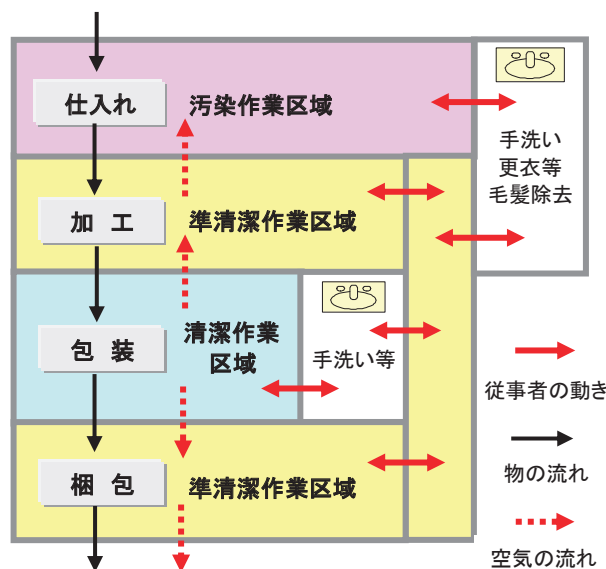 仕入れ
汚染作業区域
手洗い
更衣等
毛髪除去
加工
準清潔作業区域
包装
清潔作業
区域
手洗い等
梱包
準清潔作業区域
従事者の動き
物の流れ
空気の流れ